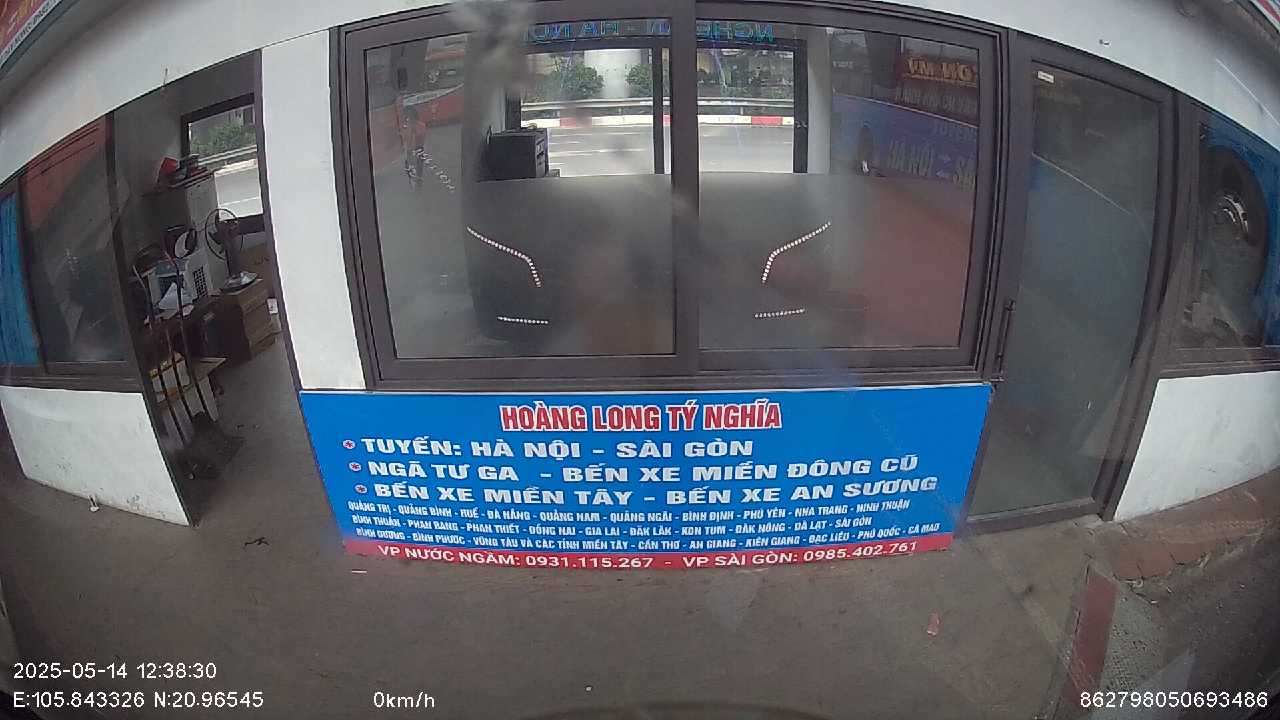 HOÀNG LONG TÝ NGHĨA
TUYẾN: HÀ NỘI - SÀI GÒN
NGÃ TƯ GA - BẾN XE MIỀN ĐÔNG CŨ
BẾN XE MIỀN TÂY - BẾN XE AN SƯƠNG
QUẢNG TRỊ - QUẢNG BÌNH - HUẾ - ĐÀ NẴNG - QUẢNG NAM - QUẢNG NGÃI - BÌNH ĐỊNH - PHÚ YÊN - NHA TRANG - NINH THUẬN
BÌNH THUẬN - PHAN RANG - PHAN THIẾT - ĐỒNG NAI - GIA LAI - ĐĂK LĂK - KON TUM - ĐĂK NÔNG - ĐÀ LẠT - SÀI GÒN
BÌNH DƯƠNG - BÌNH PHƯỚC - VŨNG TÀU VÀ CÁC TỈNH MIỀN TÂY - CẦN THƠ - AN GIANG - KIÊN GIANG - BẠC LIÊU - PHÚ QUỐC - CÀ MAU
VP NƯỚC NGẦM: 0931.115.267 - VP SÀI GÒN: 0985.402.761
2025-05-14 12:38:30
E:105.843326 N:20.96545 0km/h 862798050693486